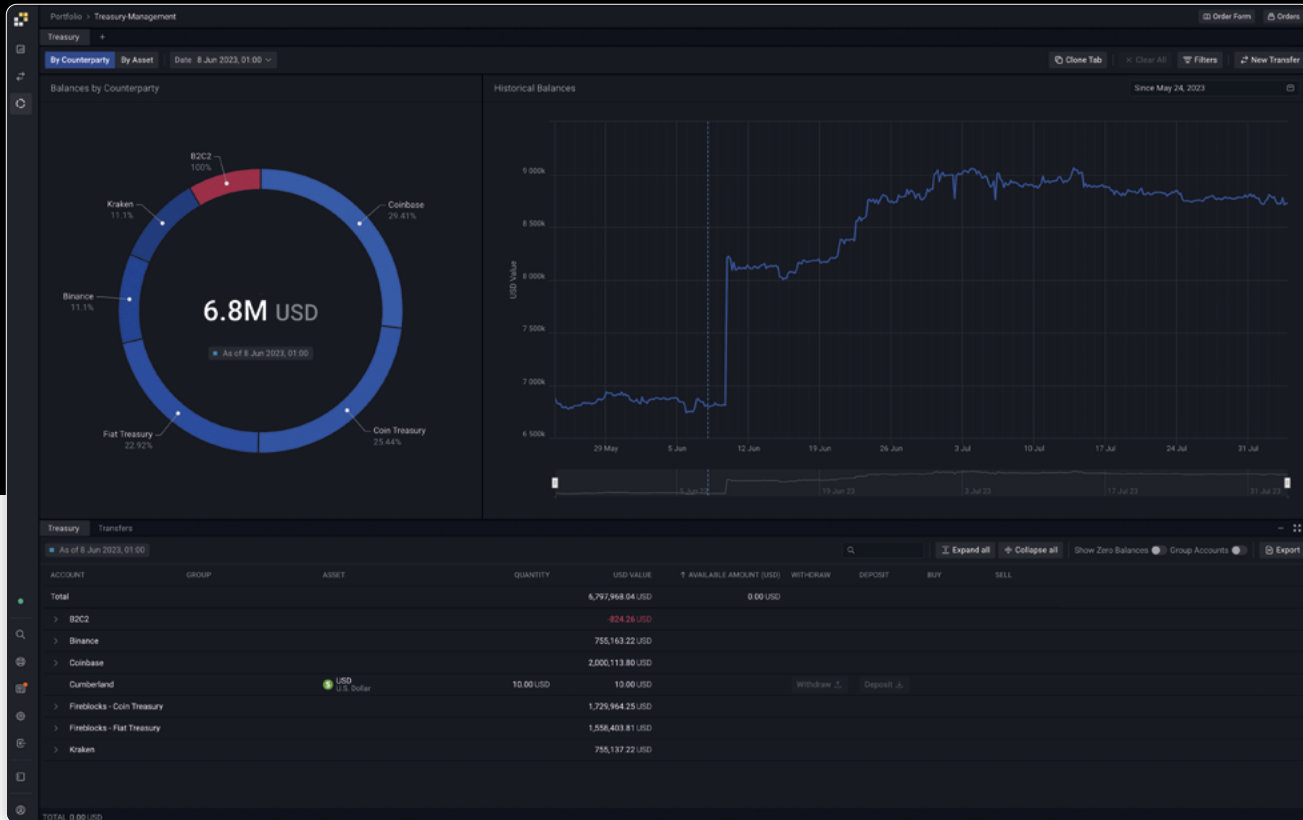 Portfolio > Treasury-Management
Order Form Orders
Treasury +
By Counterparty By Asset Date 8 Jun 2023, 01:00 Clone Tab × Clear All Filters New Transfer
Balances by Counterparty
B2C2
100%
Kraken
11.1%
Coinbase
29.41%
Binance
11.1%
6.8M USD
As of 8 Jun 2023, 01:00
Fiat Treasury
22.92%
Coin Treasury
25.44%
Historical Balances
Since May 24, 2023
USD Value
9 000k
8 500k
8 000k
7 500k
7 000k
6 500k
29 May 5 Jun 12 Jun 19 Jun 26 Jun 3 Jul 10 Jul 17 Jul 24 Jul 31 Jul
5 Jun 23 19 Jun 23 3 Jul 23 17 Jul 23 31 Jul 23
Treasury Transfers
As of 8 Jun 2023, 01:00 Expand all Collapse all Show Zero Balances Group Accounts Export
ACCOUNT GROUP ASSET QUANTITY USD VALUE ↑ AVAILABLE AMOUNT (USD) WITHDRAW DEPOSIT BUY SELL
Total 6,797,968.04 USD 0.00 USD
> B2C2 -824.26 USD
> Binance 755,163.22 USD
> Coinbase 2,000,113.80 USD
Cumberland USD 10.00 USD 10.00 USD Withdraw Deposit
U.S. Dollar
> Fireblocks - Coin Treasury 1,729,964.25 USD
> Fireblocks - Fiat Treasury 1,558,403.81 USD
> Kraken 755,137.22 USD
TOTAL 0.00 USD